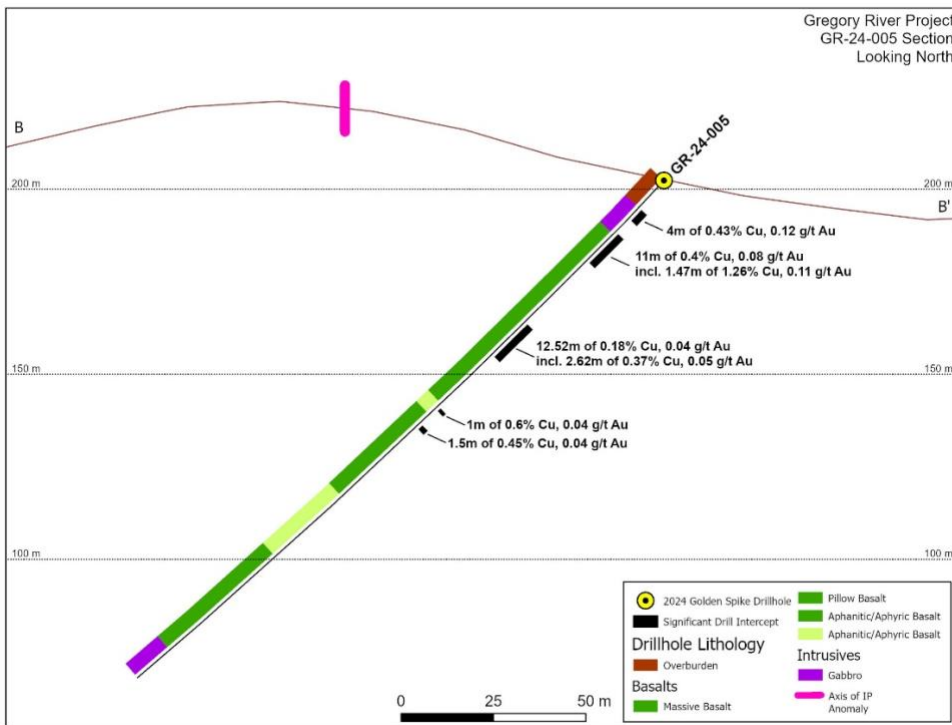 Gregory River Project
GR-24-005 Section
Looking North
B
GR-24-005
200 m
200 m
B'
4m of 0.43% Cu, 0.12 g/t Au
11m of 0.4% Cu, 0.08 g/t Au
incl. 1.47m of 1.26% Cu, 0.11 g/t Au
12.52m of 0.18% Cu, 0.04 g/t Au
incl. 2.62m of 0.37% Cu, 0.05 g/t Au
150 m
150 m
1m of 0.6% Cu, 0.04 g/t Au
1.5m of 0.45% Cu, 0.04 g/t Au
100 m
100 m
2024 Golden Spike Drillhole
Significant Drill Intercept
Drillhole Lithology
Overburden
Basalts
Massive Basalt
Pillow Basalt
Aphanitic/Aphyric Basalt
Aphanitic/Aphyric Basalt
Intrusives
Gabbro
Axis of IP
Anomaly
0 25 50 m